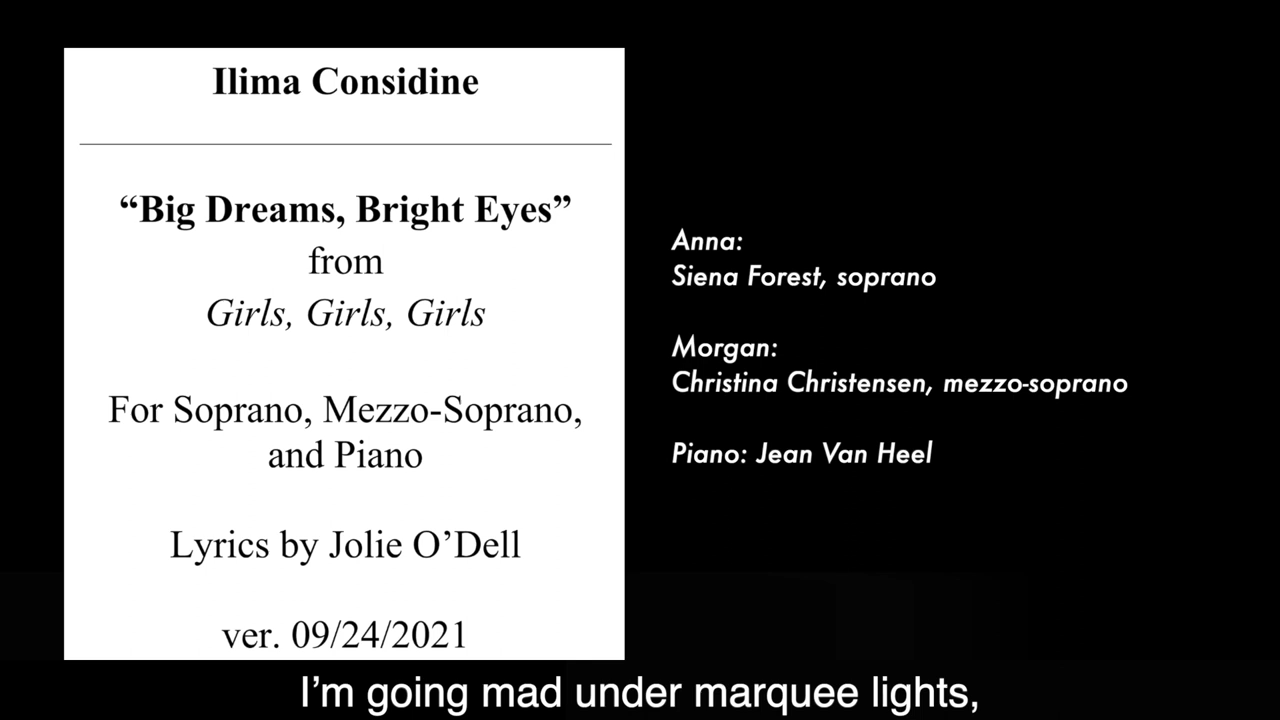 Ilima Considine
“Big Dreams, Bright Eyes”
from
Girls, Girls, Girls
For Soprano, Mezzo-Soprano,
and Piano
Lyrics by Jolie O’Dell
ver. 09/24/2021
Anna:
Siena Forest, soprano
Morgan:
Christina Christensen, mezzo-soprano
Piano: Jean Van Heel
I’m going mad under marquee lights,